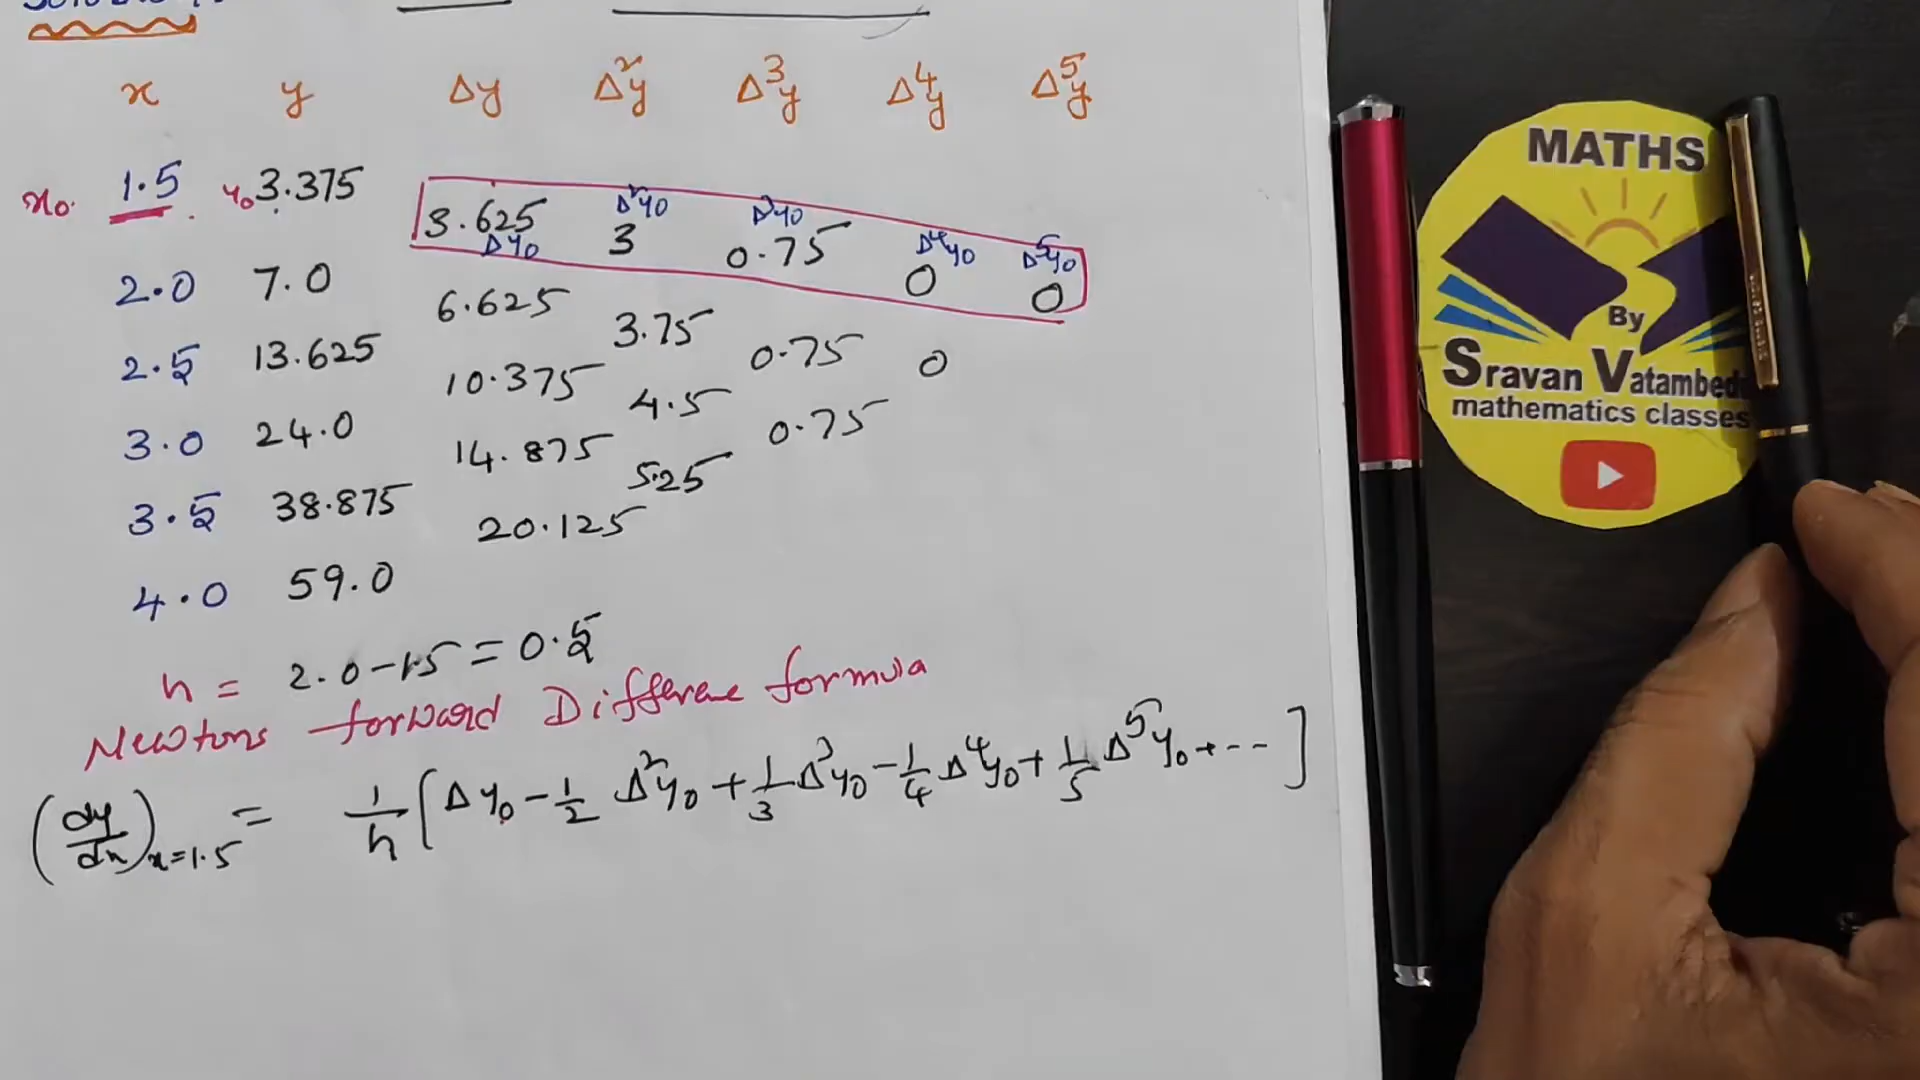 x y Δy Δ²y Δ³y Δ⁴y Δ⁵y
x₀. 1.5 y₀ 3.375
3.625 Δy₀ Δ²y₀ 3 Δ³y₀ 0.75 Δ⁴y₀ 0 Δ⁵y₀ 0
2.0 7.0
6.625 3.75 0.75 0
2.5 13.625
10.375 4.5 0.75
3.0 24.0
14.875 5.25
3.5 38.875
20.125
4.0 59.0
h = 2.0-1.5 = 0.5
Newtons forward Difference formula
(dy/dx)x=1.5 = 1/h [Δy₀ - 1/2 Δ²y₀ + 1/3 Δ³y₀ - 1/4 Δ⁴y₀ + 1/5 Δ⁵y₀ + --- ]
MATHS
By
Sravan
mathematics classes